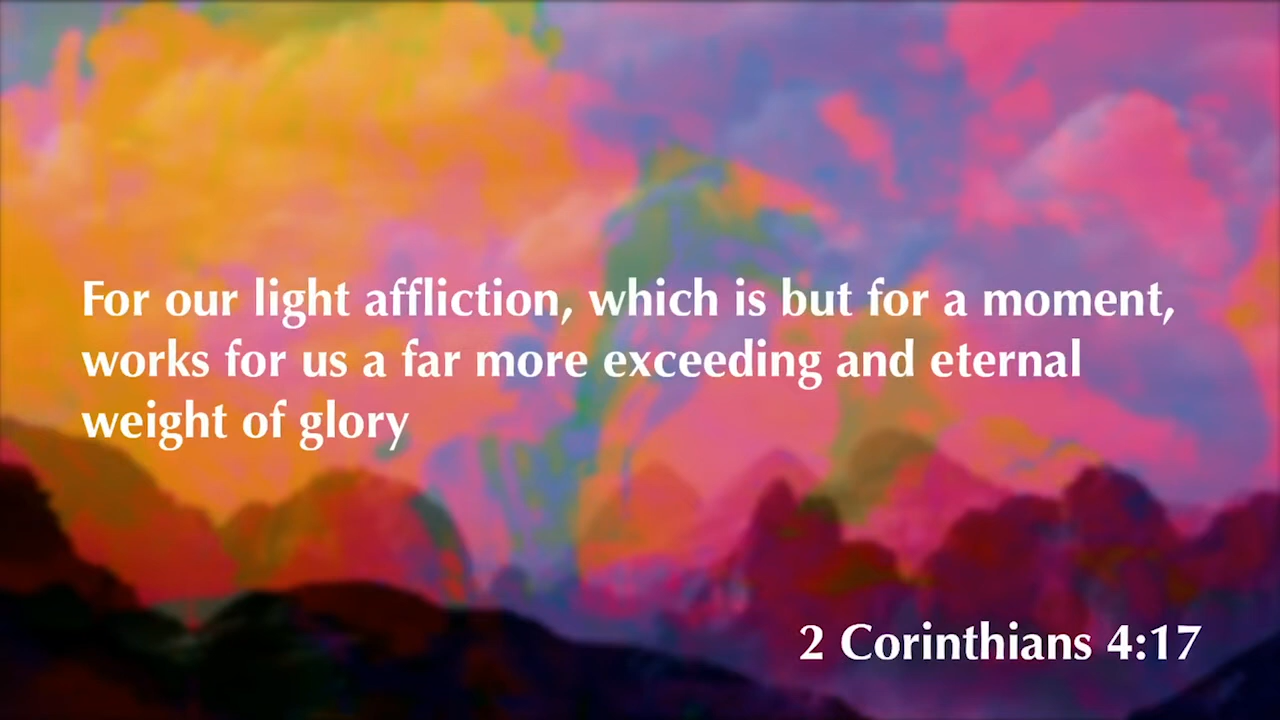 For our light affliction, which is but for a moment,
works for us a far more exceeding and eternal
weight of glory
2 Corinthians 4:17